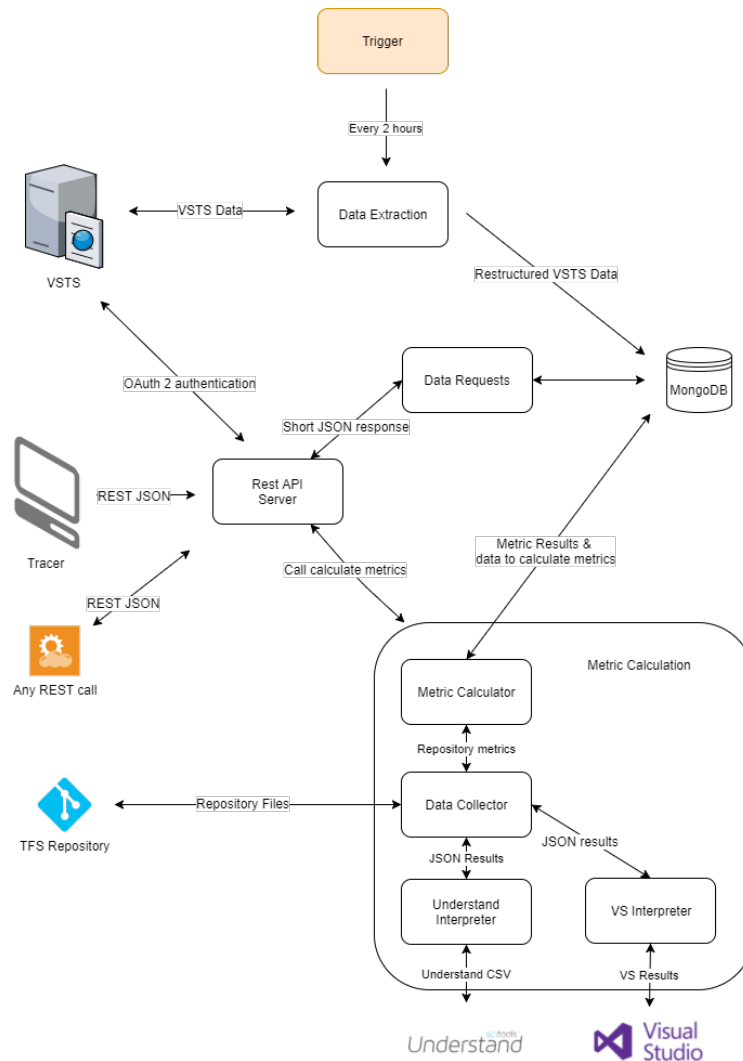 Trigger
Every 2 hours
VSTS Data
Data Extraction
VSTS
Restructured VSTS Data
OAuth 2 authentication
Data Requests
MongoDB
Short JSON response
Rest API
Server
REST JSON
Tracer
Metric Results &
data to calculate metrics
Call calculate metrics
REST JSON
Any REST call
Metric Calculation
Metric Calculator
Repository metrics
Repository Files
Data Collector
TFS Repository
JSON results
JSON Results
Understand
Interpreter
VS Interpreter
Understand CSV
VS Results
scitools
Understand
Visual
Studio